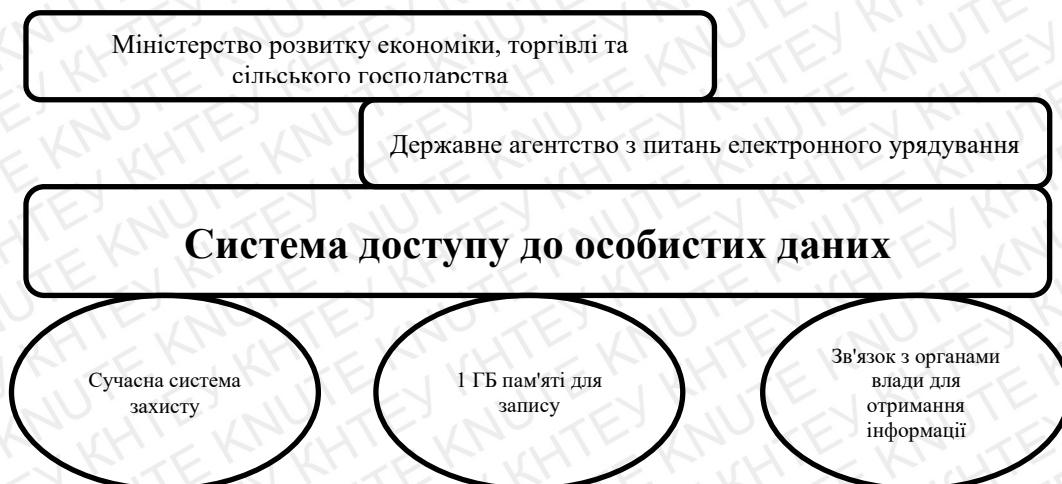 Міністерство розвитку економіки, торгівлі та
сільського господарства
Державне агентство з питань електронного урядування
Система доступу до особистих даних
Сучасна система
захисту
1 ГБ пам'яті для
запису
Зв'язок з органами
влади для
отримання
інформації